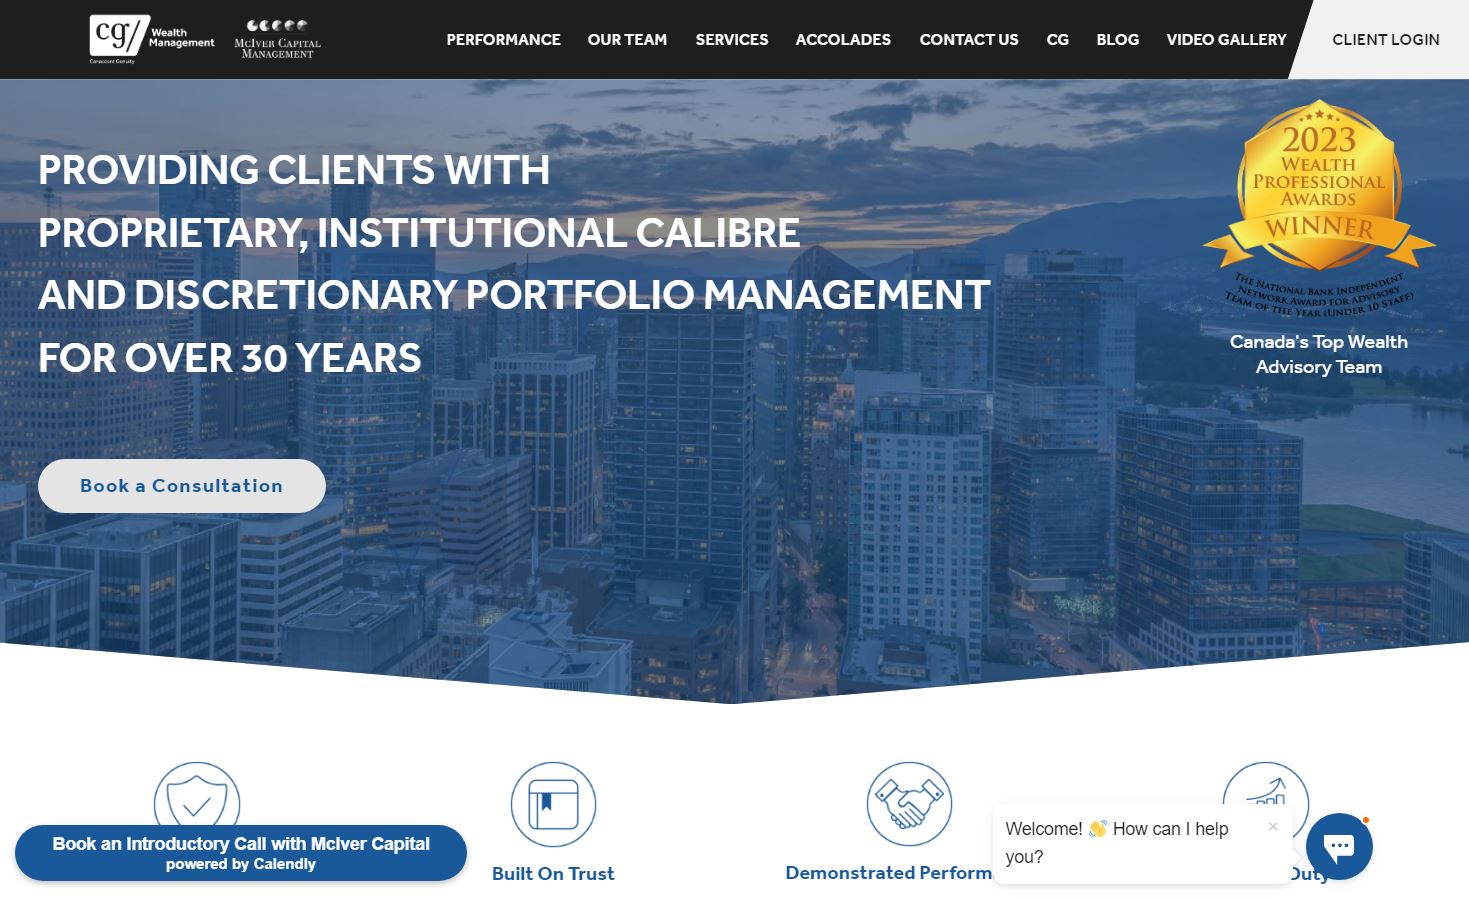 cg/ Wealth
Management
Canaccord Genuity
McIver Capital
Management
PERFORMANCE
OUR TEAM
SERVICES
ACCOLADES
CONTACT US
CG
BLOG
VIDEO GALLERY
CLIENT LOGIN
PROVIDING CLIENTS WITH
PROPRIETARY, INSTITUTIONAL CALIBRE
AND DISCRETIONARY PORTFOLIO MANAGEMENT
FOR OVER 30 YEARS
Book a Consultation
2023
Wealth
Professional
Awards
WINNER
The National Bank Independent
Network Award for Advisory
Team of the Year (Under 10 Staff)
Canada's Top Wealth
Advisory Team
Book an Introductory Call with McIver Capital
powered by Calendly
Built On Trust
Demonstrated Perform
Duty
Welcome! 👋 How can I help
you?